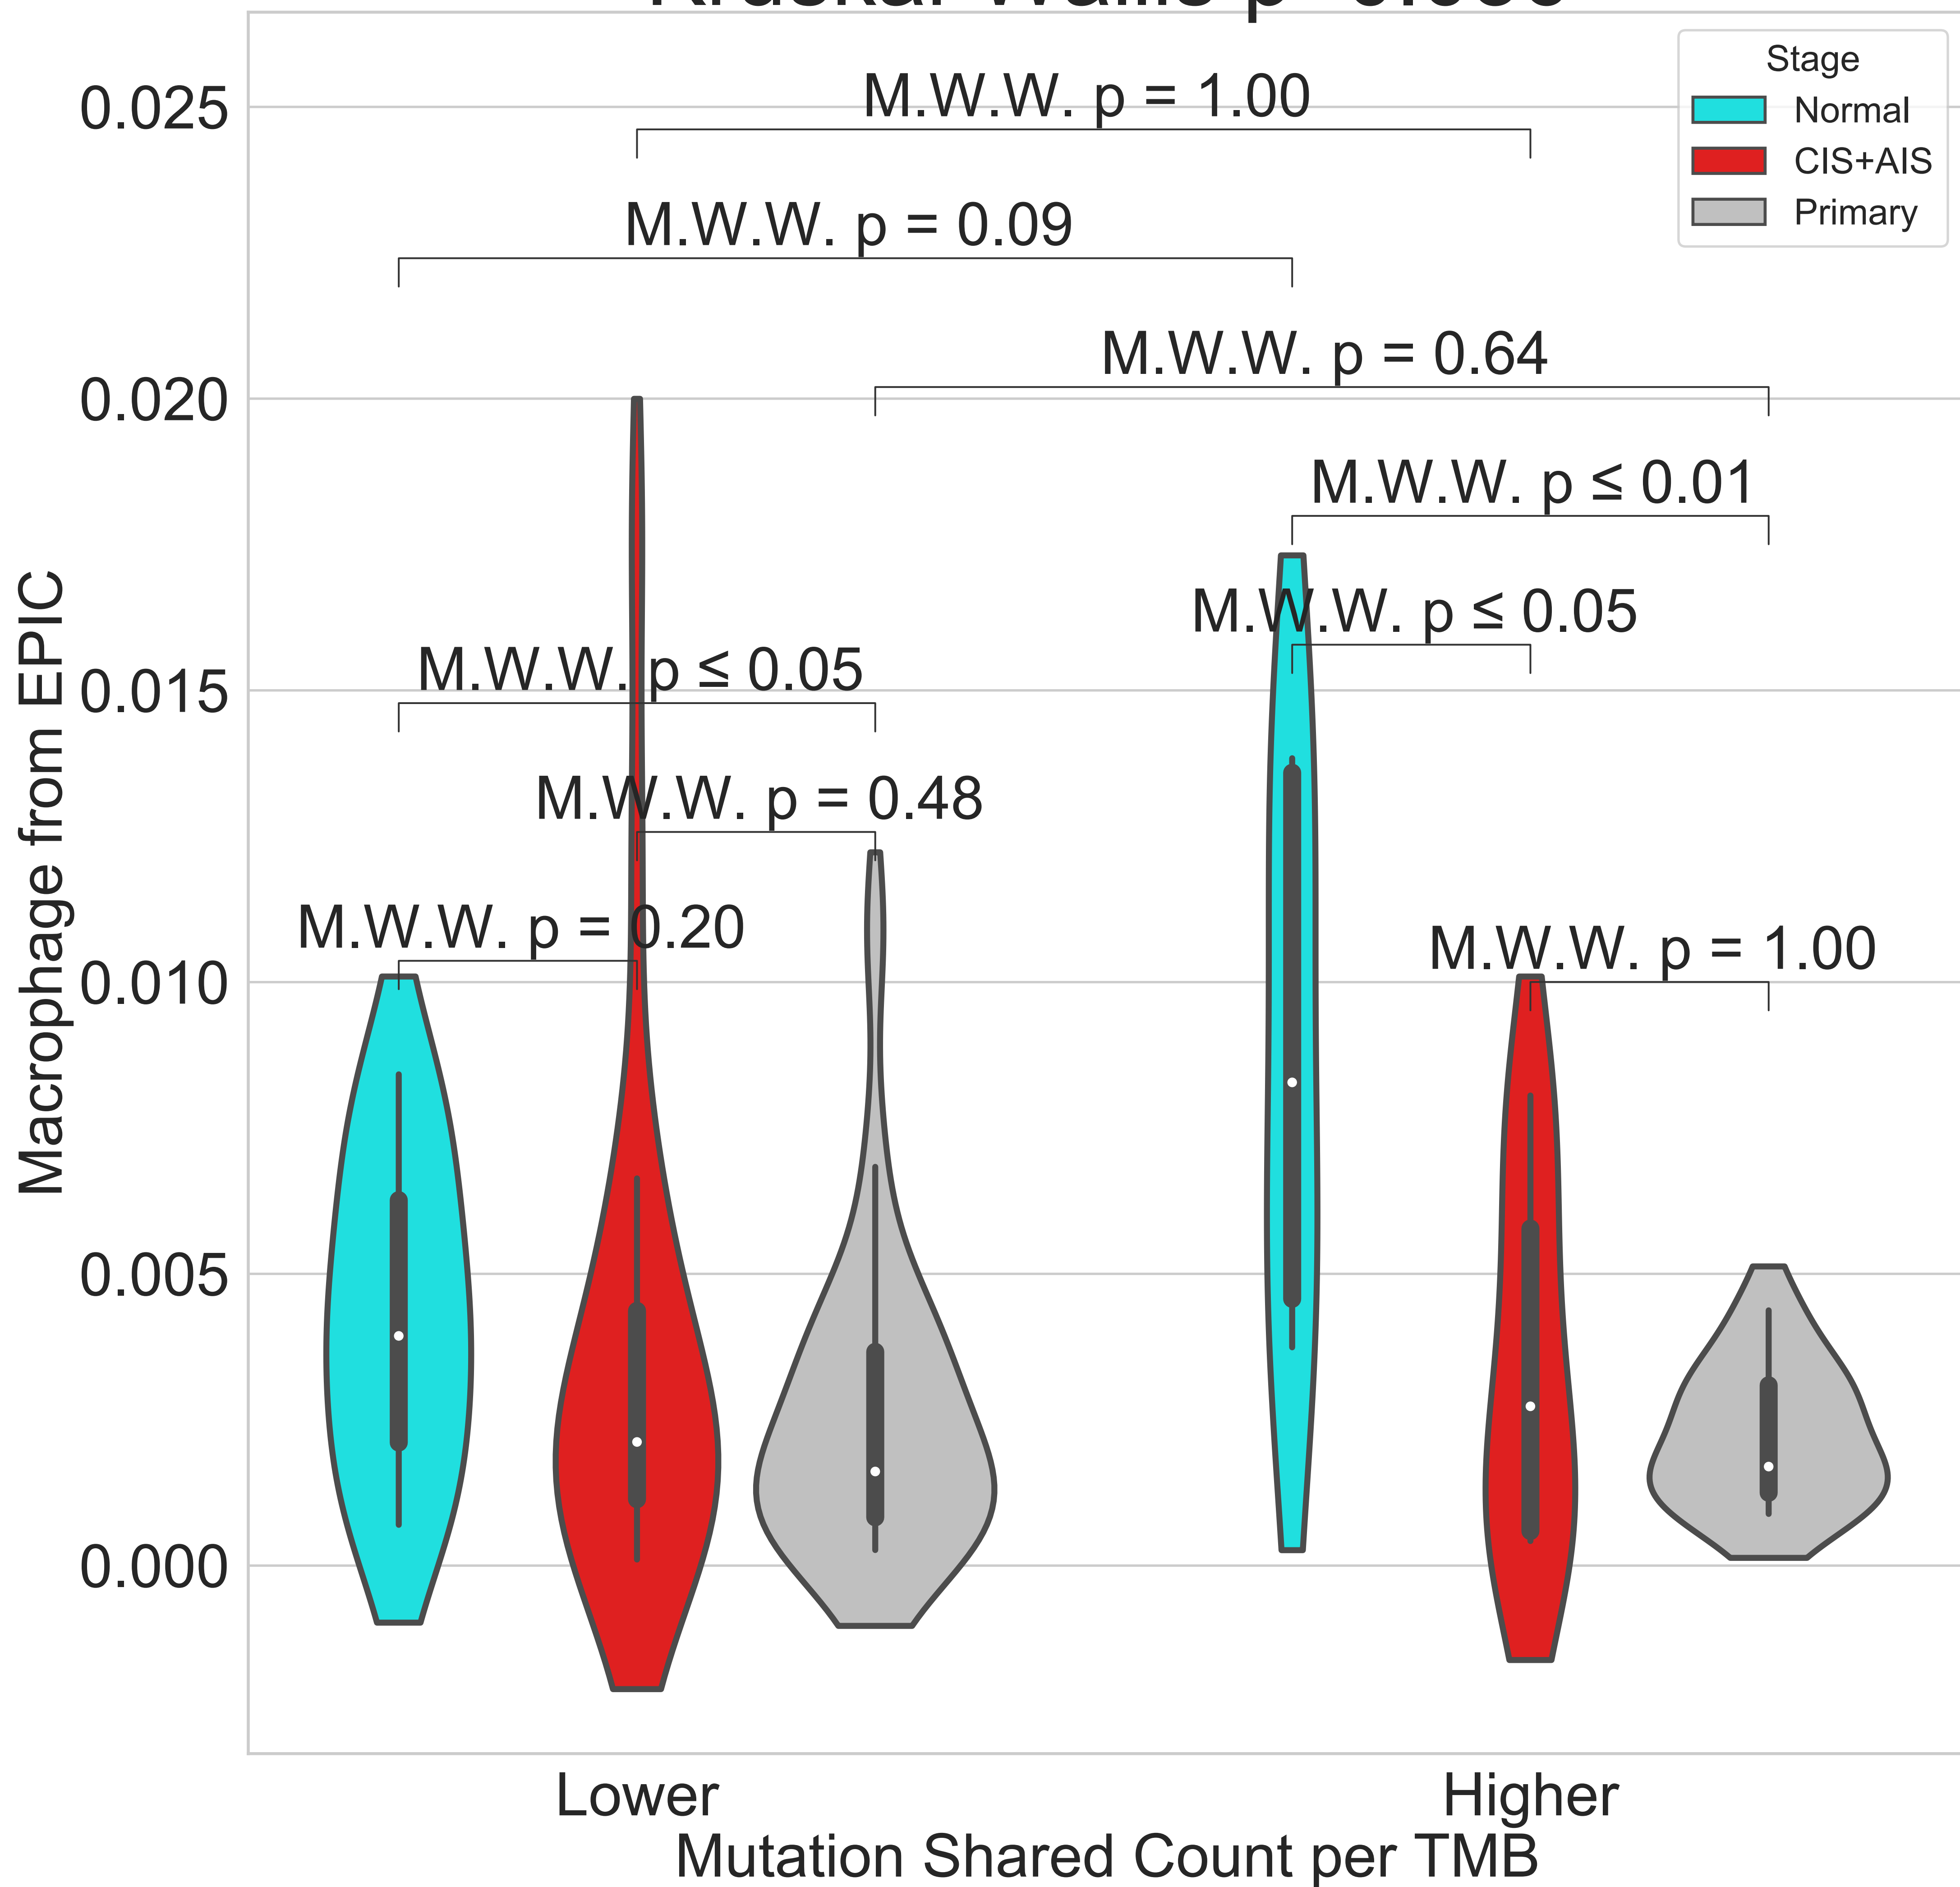 Stage
Normal
CIS+AIS
Primary
M.W.W. p = 1.00
M.W.W. p = 0.09
M.W.W. p = 0.64
M.W.W. p ≤ 0.01
M.W.W. p ≤ 0.05
M.W.W. p ≤ 0.05
M.W.W. p = 0.48
M.W.W. p = 0.20
M.W.W. p = 1.00
0.025
0.020
0.015
0.010
0.005
0.000
Macrophage from EPIC
Lower
Higher
Mutation Shared Count per TMB